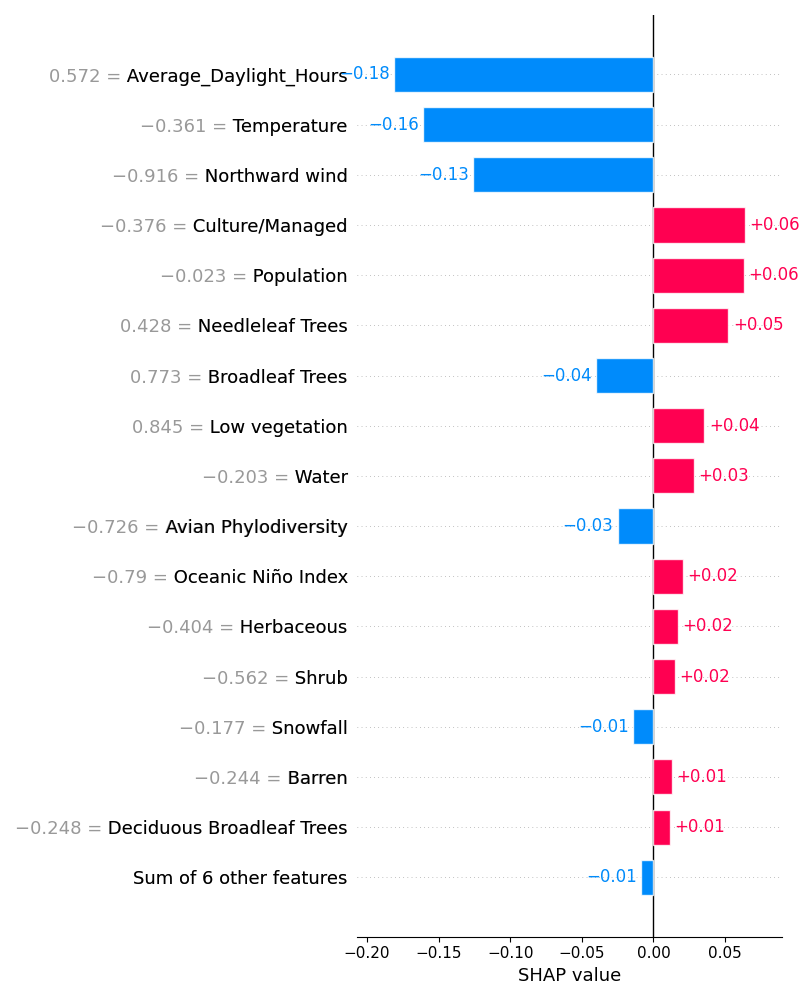 0.572 = Average_Daylight_Hours −0.18
−0.361 = Temperature −0.16
−0.916 = Northward wind −0.13
−0.376 = Culture/Managed +0.06
−0.023 = Population +0.06
0.428 = Needleleaf Trees +0.05
0.773 = Broadleaf Trees −0.04
0.845 = Low vegetation +0.04
−0.203 = Water +0.03
−0.726 = Avian Phylodiversity −0.03
−0.79 = Oceanic Niño Index +0.02
−0.404 = Herbaceous +0.02
−0.562 = Shrub +0.02
−0.177 = Snowfall −0.01
−0.244 = Barren +0.01
−0.248 = Deciduous Broadleaf Trees +0.01
Sum of 6 other features −0.01
−0.20 −0.15 −0.10 −0.05 0.00 0.05
SHAP value